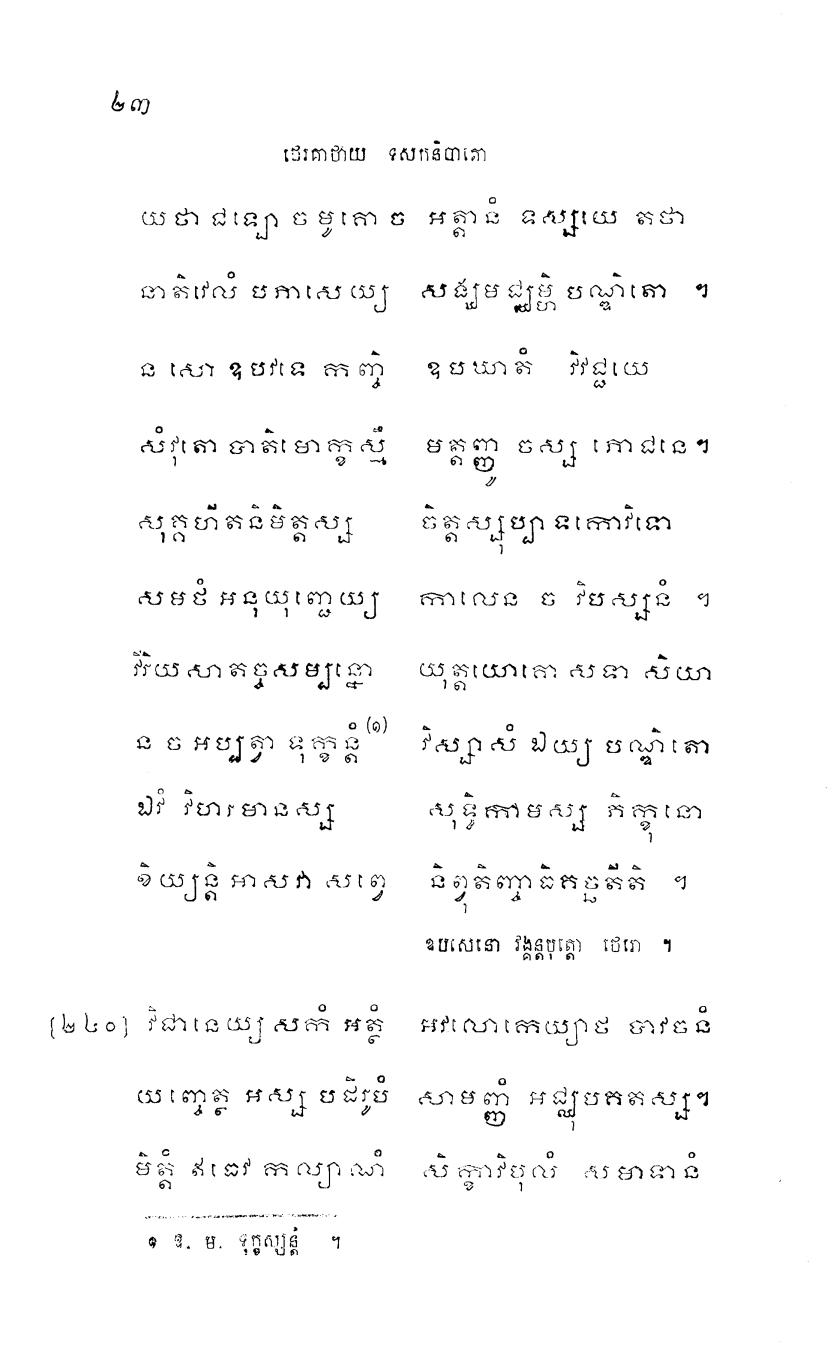 ២៣
ថេរគាថាយ ទសកនិបាតោ
យថា ជឡោ ច មូគោ ច អត្តានំ ទស្សយេ តថា
នាតិវេលំ បភាសេយ្យ សង្ឃមជ្ឈម្ហិ បណ្ឌិតោ ។
ន សោ ឧបវទេ កញ្ចិ ឧបឃាតំ វិវជ្ជយេ
សំវុតោ បាតិមោក្ខស្មឹ មត្តញ្ញូ ចស្ស ភោជនេ។
សុគ្គហីតនិមិត្តស្ស ចិត្តស្សុប្បាទកោវិទោ
សមថំ អនុយុញ្ជេយ្យ កាលេន ច វិបស្សនំ ។
វីរិយសាតច្ចសម្បន្នោ យុត្តយោគោ សទា សិយា
ន ច អប្បត្វា ទុក្ខន្តំ (១) វិស្សាសំ ឯយ្យ បណ្ឌិតោ
ឯវំ វិហរមានស្ស សុទ្ធិកាមស្ស ភិក្ខុនោ
ខិយ្យន្តិ អាសវា សព្វេ និព្វុតិញ្ចាធិគច្ឆតីតិ ។
ឧបសេនោ វង្គន្តបុត្តោ ថេរោ ។
[២៤០] វិជានេយ្យ សកំ អត្ថំ អវលោកេយ្យាថ បាវចនំ
យញ្ចេត្ថ អស្ស បដិរូបំ សាមញ្ញំ អជ្ឈុបគតស្ស។
មិត្តំ ឥធេវ កល្យាណំ សិក្ខាវិបុលំ សមាទានំ
១ ឧ. ម. ទុក្ខស្សន្តំ ។